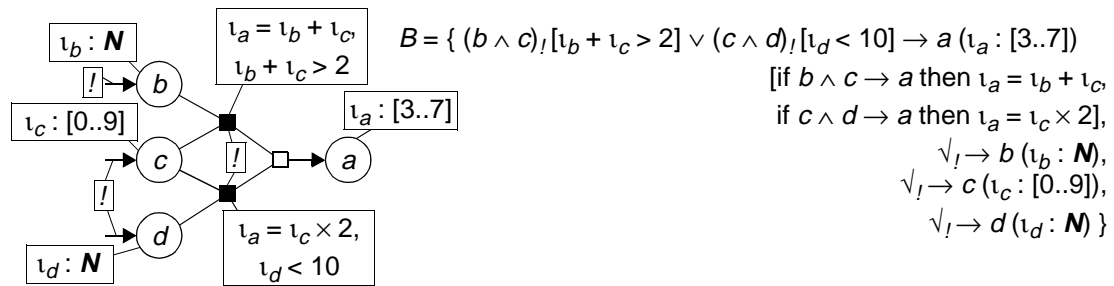 ι_b : N
ι_a = ι_b + ι_c,
ι_b + ι_c > 2
!
b
ι_c : [0..9]
ι_a : [3..7]
c
!
a
!
d
ι_a = ι_c × 2,
ι_d < 10
ι_d : N
B = { (b ∧ c)_! [ι_b + ι_c > 2] ∨ (c ∧ d)_! [ι_d < 10] → a (ι_a : [3..7])
[if b ∧ c → a then ι_a = ι_b + ι_c,
if c ∧ d → a then ι_a = ι_c × 2],
√_! → b (ι_b : N),
√_! → c (ι_c : [0..9]),
√_! → d (ι_d : N) }